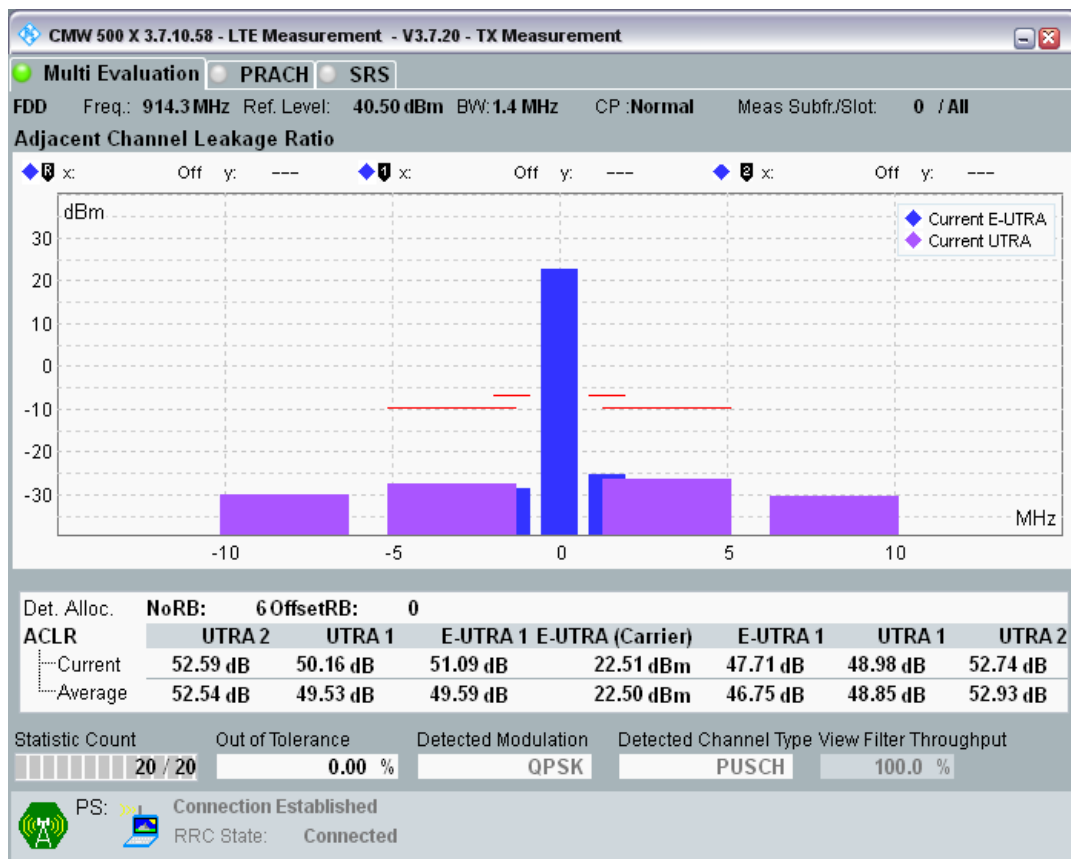 CMW 500 X 3.7.10.58 - LTE Measurement - V3.7.20 - TX Measurement
Multi Evaluation PRACH SRS
FDD Freq.: 914.3 MHz Ref. Level: 40.50 dBm BW: 1.4 MHz CP :Normal Meas Subfr./Slot: 0 / All
Adjacent Channel Leakage Ratio
R x: Off y: --- 1 x: Off y: --- 2 x: Off y: ---
dBm
Current E-UTRA
Current UTRA
30
20
10
0
-10
-20
-30
MHz
-10 -5 0 5 10
Det. Alloc. NoRB: 6 OffsetRB: 0
ACLR UTRA 2 UTRA 1 E-UTRA 1 E-UTRA (Carrier) E-UTRA 1 UTRA 1 UTRA 2
Current 52.59 dB 50.16 dB 51.09 dB 22.51 dBm 47.71 dB 48.98 dB 52.74 dB
Average 52.54 dB 49.53 dB 49.59 dB 22.50 dBm 46.75 dB 48.85 dB 52.93 dB
Statistic Count Out of Tolerance Detected Modulation Detected Channel Type View Filter Throughput
20 / 20 0.00 % QPSK PUSCH 100.0 %
PS: Connection Established
RRC State: Connected